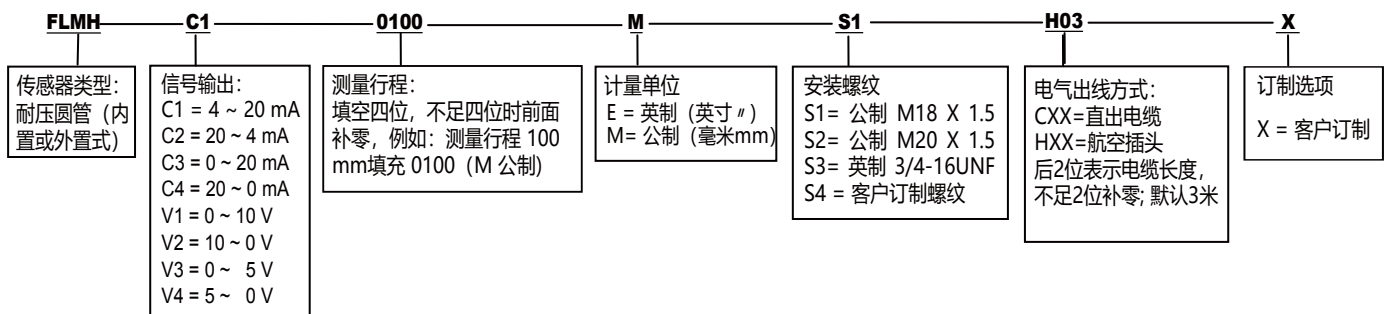 FLMH C1 0100 M S1 H03 X
传感器类型:
耐压圆管(内
置或外置式)
信号输出:
C1 = 4 ~ 20 mA
C2 = 20 ~ 4 mA
C3 = 0 ~ 20 mA
C4 = 20 ~ 0 mA
V1 = 0 ~ 10 V
V2 = 10 ~ 0 V
V3 = 0 ~ 5 V
V4 = 5 ~ 0 V
测量行程:
填空四位,不足四位时前面
补零,例如:测量行程 100
mm填充 0100(M 公制)
计量单位
E = 英制(英寸〃)
M= 公制(毫米mm)
安装螺纹
S1= 公制 M18 X 1.5
S2= 公制 M20 X 1.5
S3= 英制 3/4-16UNF
S4 = 客户订制螺纹
电气出线方式:
CXX=直出电缆
HXX=航空插头
后2位表示电缆长度,
不足2位补零; 默认3米
订制选项
X = 客户订制